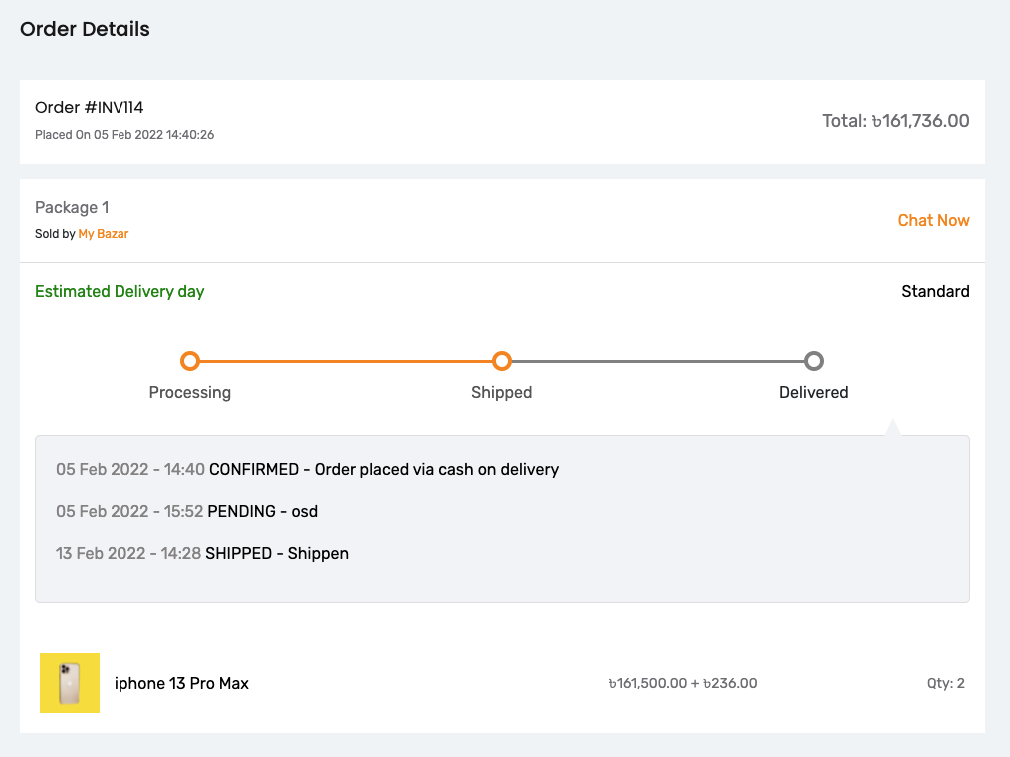 Order Details
Order #INV114
Total: ৳161,736.00
Placed On 05 Feb 2022 14:40:26
Package 1
Chat Now
Sold by My Bazar
Estimated Delivery day
Standard
Processing
Shipped
Delivered
05 Feb 2022 - 14:40 CONFIRMED - Order placed via cash on delivery
05 Feb 2022 - 15:52 PENDING - osd
13 Feb 2022 - 14:28 SHIPPED - Shippen
iphone 13 Pro Max
৳161,500.00 + ৳236.00
Qty: 2